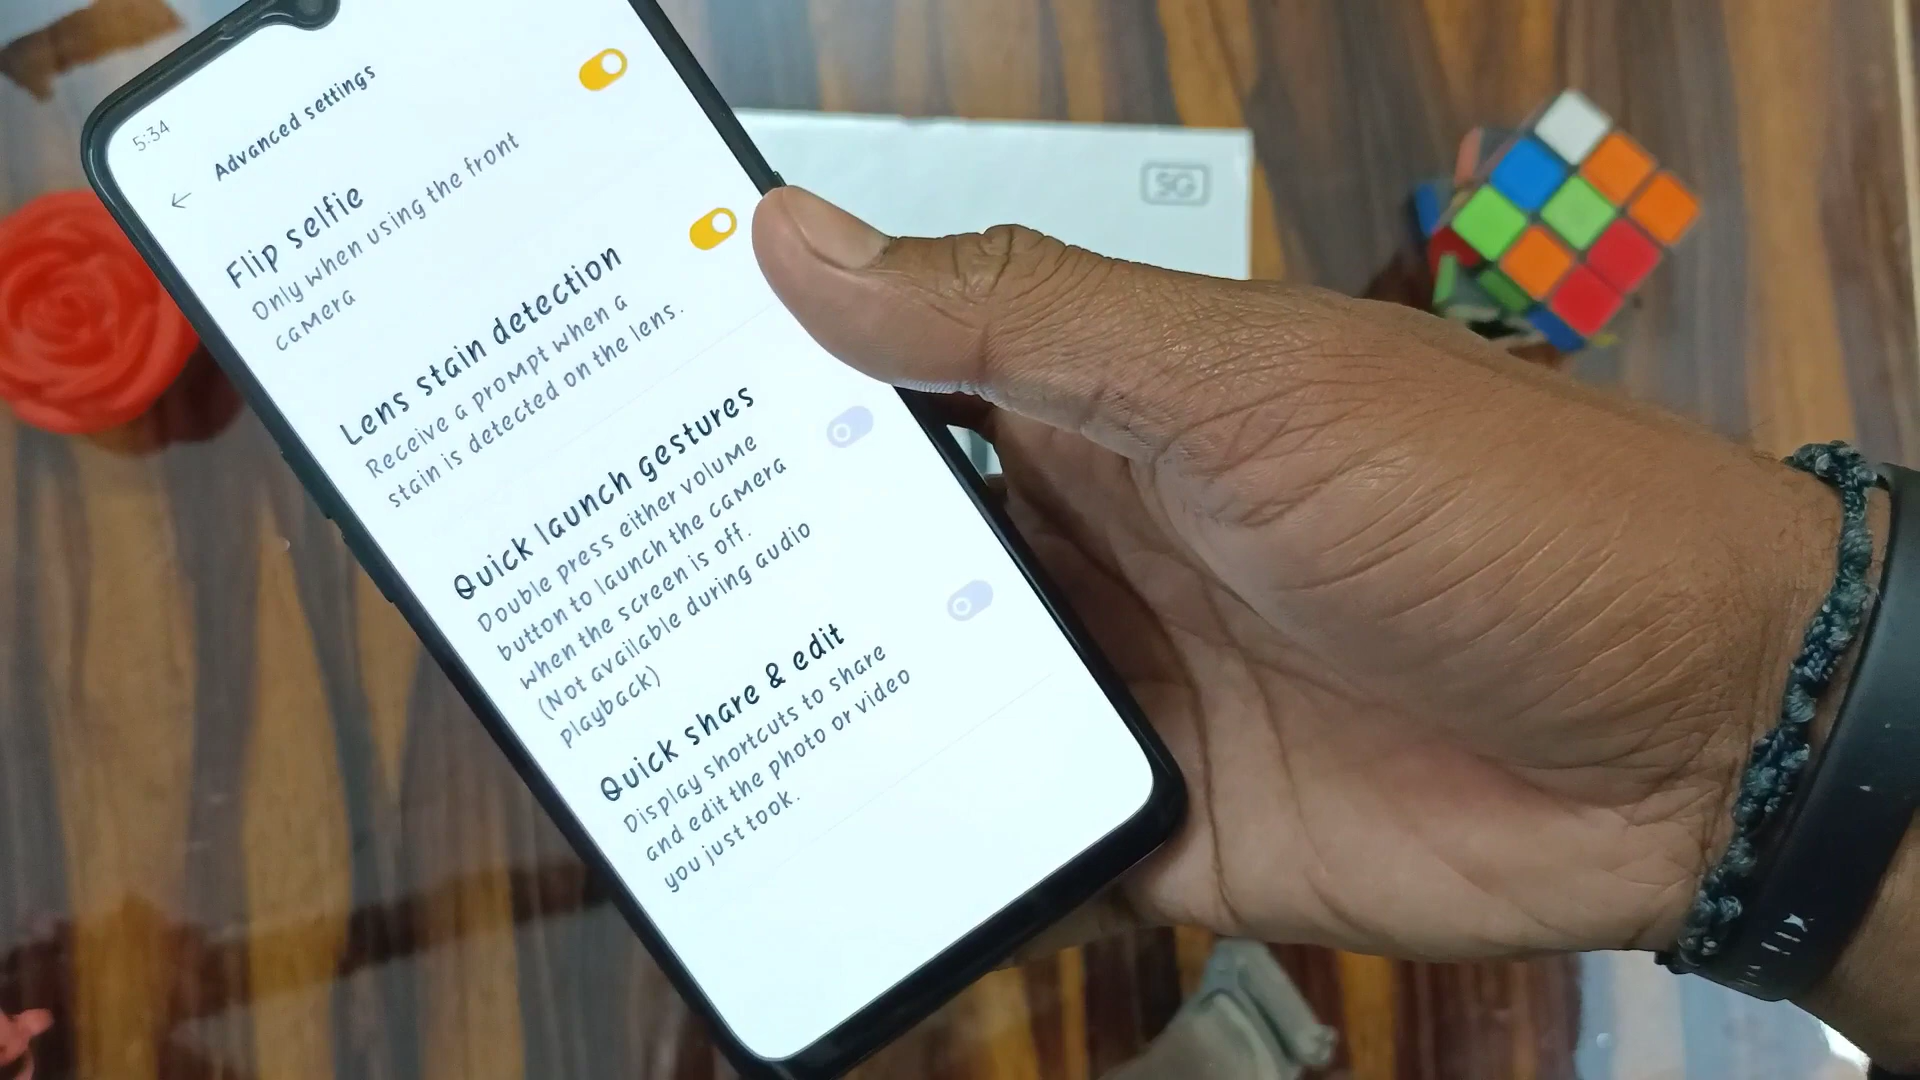 5:34
Advanced settings
Flip selfie
Only when using the front
camera
Lens stain detection
Receive a prompt when a
stain is detected on the lens.
Quick launch gestures
Double press either volume
button to launch the camera
when the screen is off.
(Not available during audio
playback)
Quick share & edit
Display shortcuts to share
and edit the photo or video
you just took.
5G